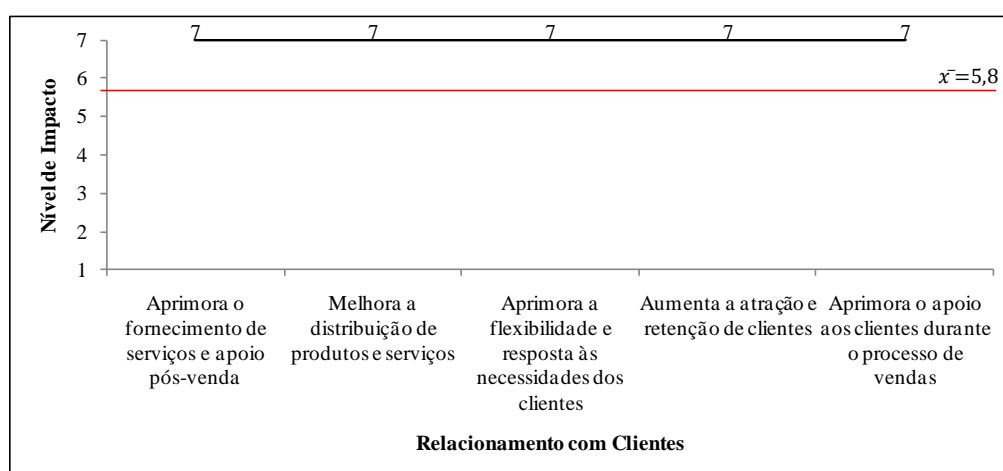 7 7 7 7 7
7
6
5
4
3
2
1
x̄=5,8
Nível de Impacto
Aprimora o
fornecimento de
serviços e apoio
pós-venda
Melhora a
distribuição de
produtos e serviços
Aprimora a
flexibilidade e
resposta às
necessidades dos
clientes
Aumenta a atração e
retenção de clientes
Aprimora o apoio
aos clientes durante
o processo de
vendas
Relacionamento com Clientes